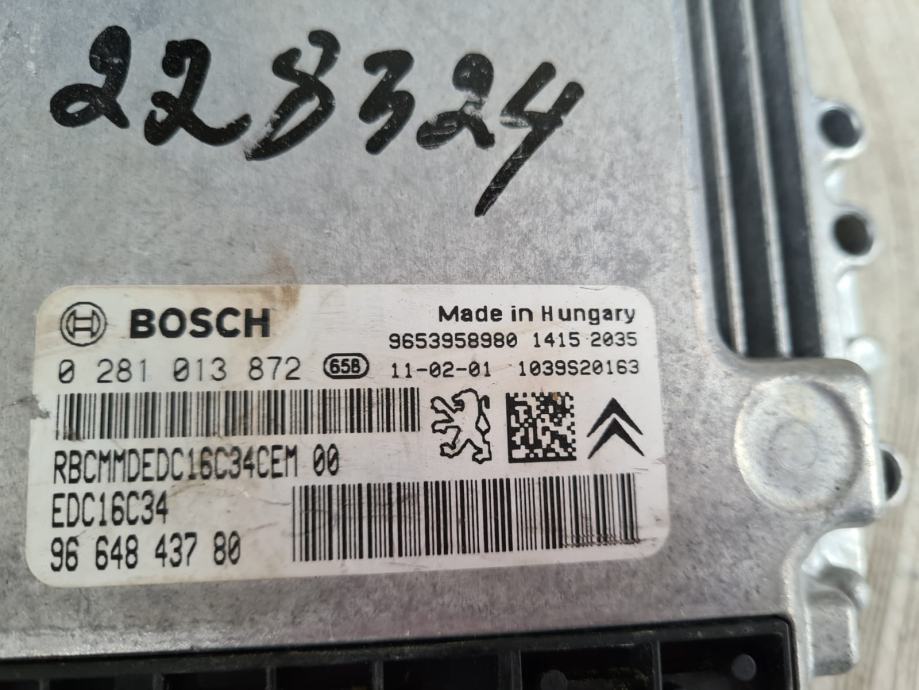 228324
BOSCH
Made in Hungary
9653958980 1415 2035
0 281 013 872 658 11-02-01 1039S20163
RBCMMDEDC16C34CEM 00
EDC16C34
96 648 437 80